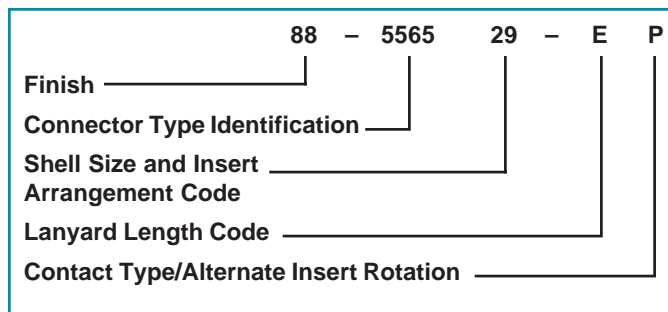 88 – 5565 29 – E P
Finish
Connector Type Identification
Shell Size and Insert
Arrangement Code
Lanyard Length Code
Contact Type/Alternate Insert Rotation